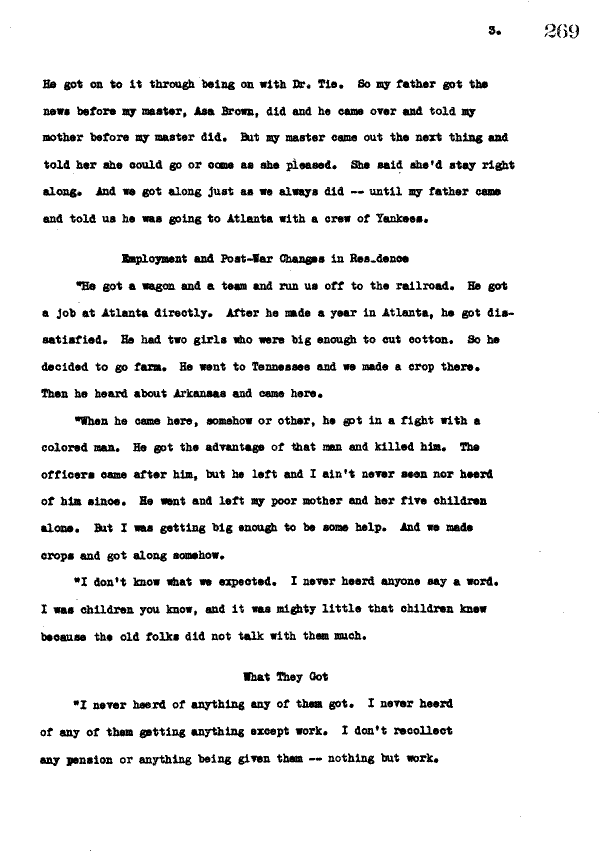 3. 269
He got on to it through being on with Dr. Tie. So my father got the
news before my master, Asa Brown, did and he came over and told my
mother before my master did. But my master came out the next thing and
told her she could go or come as she pleased. She said she'd stay right
along. And we got along just as we always did -- until my father came
and told us he was going to Atlanta with a crew of Yankees.
Employment and Post-War Changes in Res_dence
"He got a wagon and a team and run us off to the railroad. He got
a job at Atlanta directly. After he made a year in Atlanta, he got dis-
satisfied. He had two girls who were big enough to cut cotton. So he
decided to go farm. He went to Tennessee and we made a crop there.
Then he heard about Arkansas and came here.
"When he came here, somehow or other, he got in a fight with a
colored man. He got the advantage of that man and killed him. The
officers came after him, but he left and I ain't never seen nor heerd
of him since. He went and left my poor mother and her five children
alone. But I was getting big enough to be some help. And we made
crops and got along somehow.
"I don't know what we expected. I never heerd anyone say a word.
I was children you know, and it was mighty little that children knew
because the old folks did not talk with them much.
What They Got
"I never heerd of anything any of them got. I never heerd
of any of them getting anything except work. I don't recollect
any pension or anything being given them -- nothing but work.